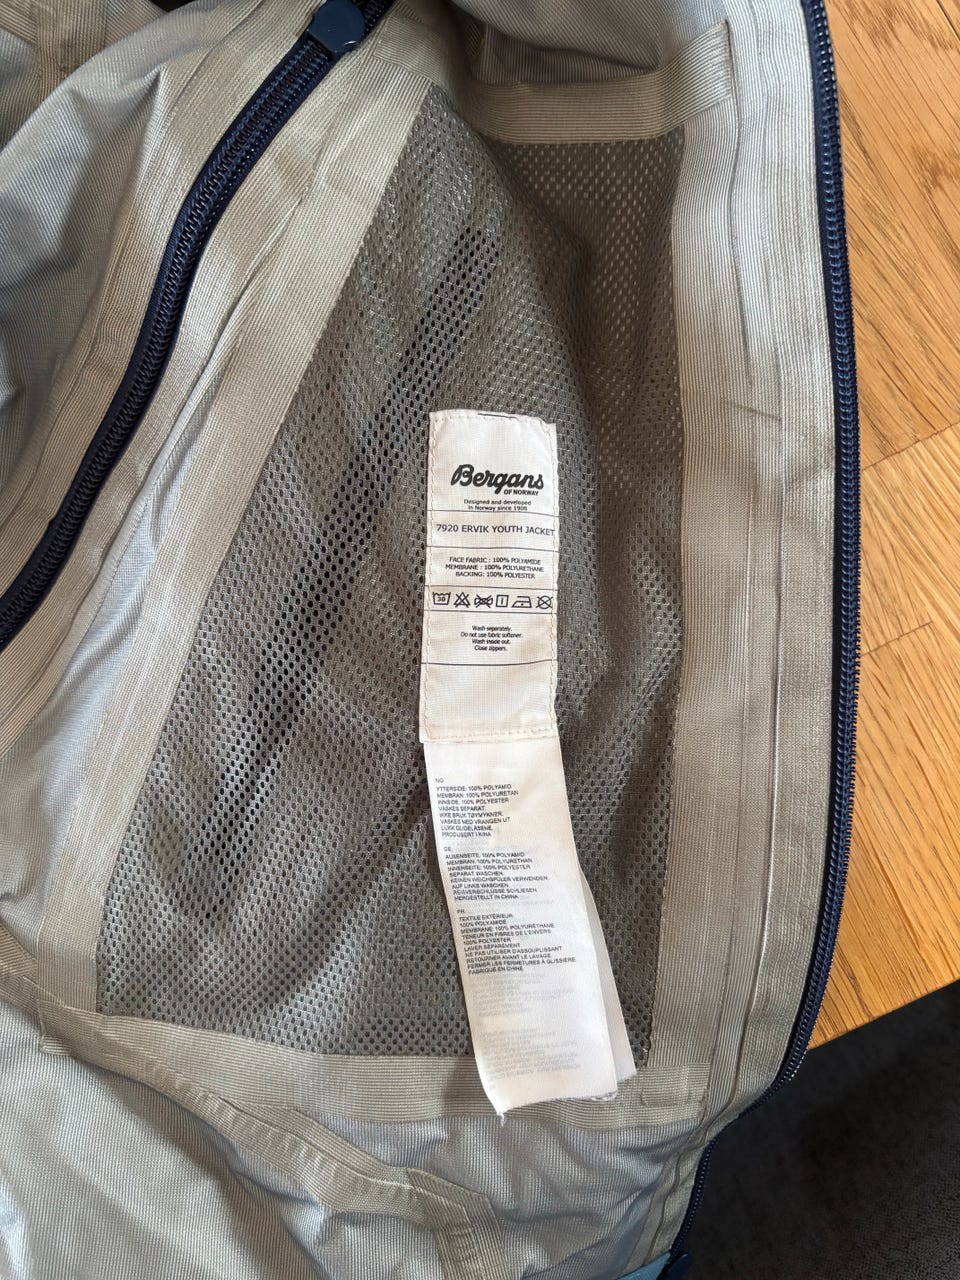 Bergans
OF NORWAY
Designed and developed
in Norway since 1908
7920 ERVIK YOUTH JACKET
FACE FABRIC : 100% POLYAMIDE
MEMBRANE : 100% POLYURETHANE
BACKING: 100% POLYESTER
30
Wash separately.
Do not use fabric softener.
Wash inside out.
Close zippers.
NO
YTTERSIDE: 100% POLYAMID
MEMBRAN: 100% POLYURETAN
INNSIDE: 100% POLYESTER
VASKES SEPARAT.
IKKE BRUK TØYMYKNER.
VASKES MED VRANGEN UT
LUKK GLIDELÅSENE.
PRODUSERT I KINA
DE
AUßENSEITE: 100% POLYAMID
MEMBRAN: 100% POLYURETHAN
INNENSEITE: 100% POLYESTER
SEPARAT WASCHEN.
KEINEN WEICHSPÜLER VERWENDEN.
AUF LINKS WASCHEN.
REIßVERSCHLÜSSE SCHLIEßEN.
HERGESTELLT IN CHINA
FR
TEXTILE EXTÉRIEUR:
100% POLYAMIDE
MEMBRANE: 100% POLYURÉTHANE
TENEUR EN FIBRES DE L'ENVERS
100% POLYESTER
LAVER SÉPARÉMENT.
NE PAS UTILISER D'ASSOUPLISSANT
RETOURNER AVANT LE LAVAGE.
FERMER LES FERMETURES À GLISSIÈRE.
FABRIQUÉ EN CHINE